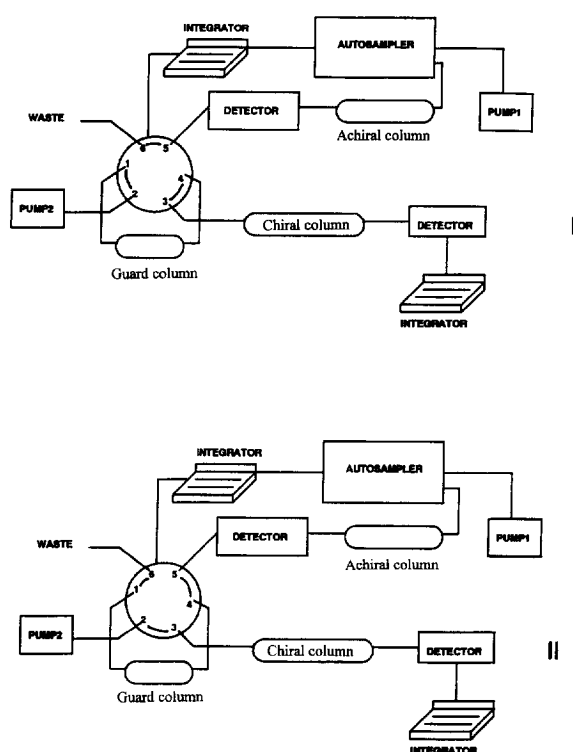 INTEGRATOR
AUTOSAMPLER
WASTE
DETECTOR
Achiral column
PUMP1
6 5
1 4
2 3
PUMP2
Chiral column
DETECTOR
Guard column
I
INTEGRATOR
INTEGRATOR
AUTOSAMPLER
WASTE
DETECTOR
Achiral column
PUMP1
6 5
1 4
2 3
PUMP2
Chiral column
DETECTOR
II
Guard column
INTEGRATOR